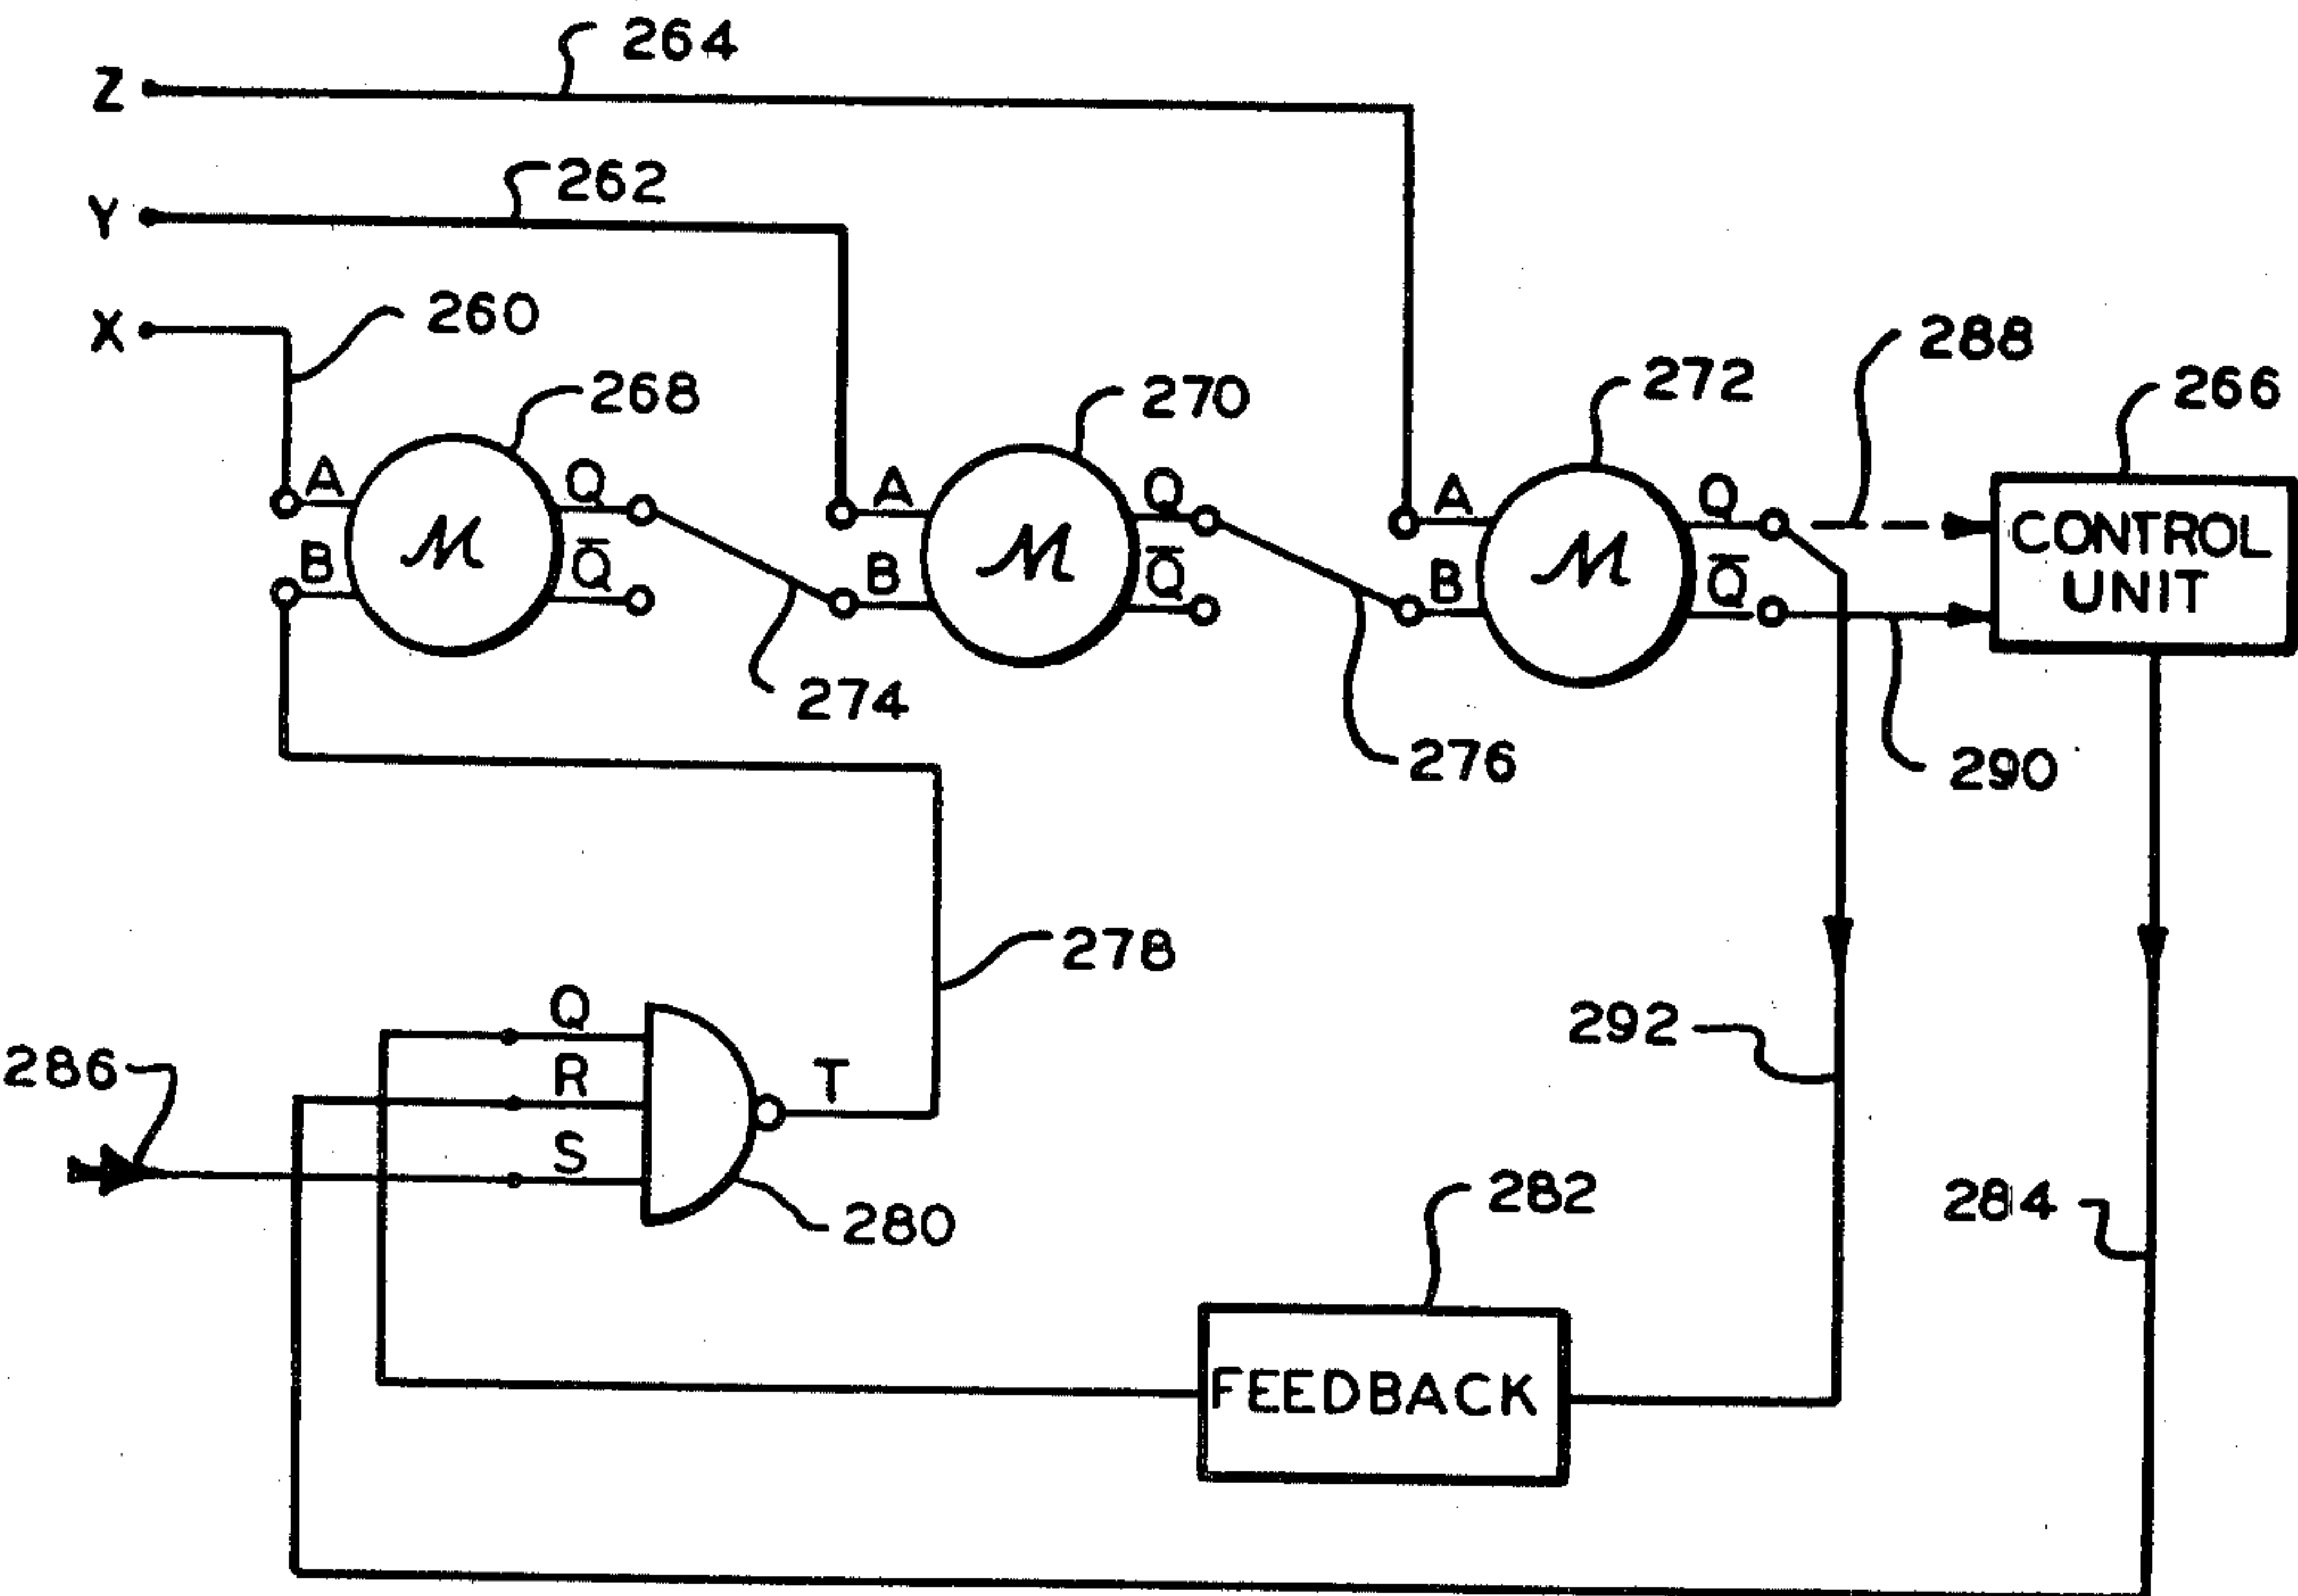 264
Z
262
Y
X
260
288
268
270
272
266
A
Q
A
Q
A
Q
M
M
M
CONTROL
UNIT
B
Q̅
B
Q̅
B
Q̅
274
276
290
278
Q
292
286
R
T
S
280
282
284
FEEDBACK